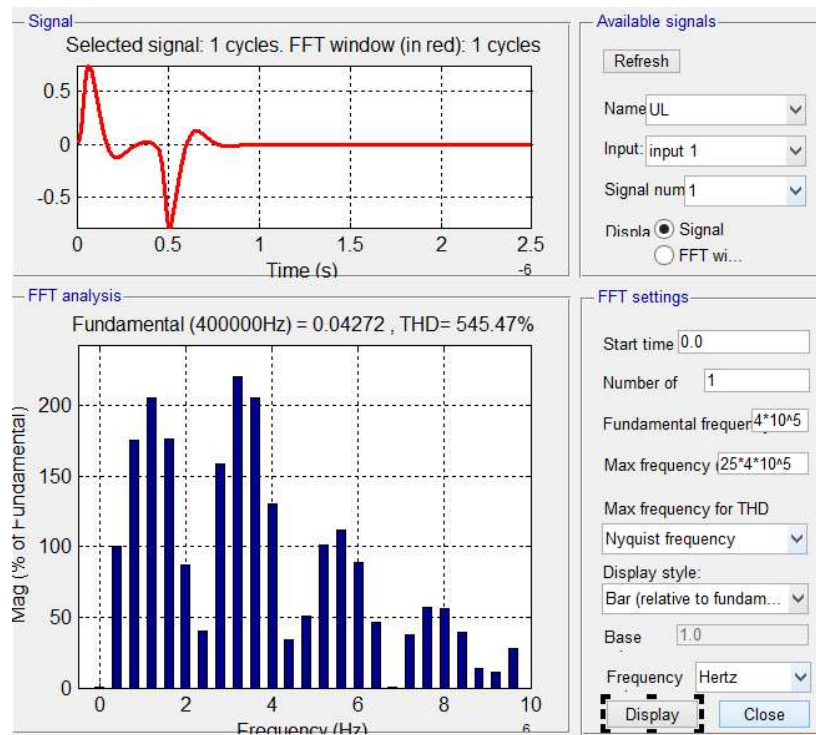 Signal
Selected signal: 1 cycles. FFT window (in red): 1 cycles
0.5
0
-0.5
0 0.5 1 1.5 2 2.5
Time (s)
-6
FFT analysis
Fundamental (400000Hz) = 0.04272 , THD= 545.47%
Mag (% of Fundamental)
200
150
100
50
0
0 2 4 6 8 10
Frequency (Hz)
6
Available signals
Refresh
Name UL
Input: input 1
Signal num 1
Displa Signal
FFT wi...
FFT settings
Start time 0.0
Number of 1
Fundamental frequen 4*10^5
Max frequency ( 25*4*10^5
Max frequency for THD
Nyquist frequency
Display style:
Bar (relative to fundam...
Base 1.0
Frequency Hertz
Display Close